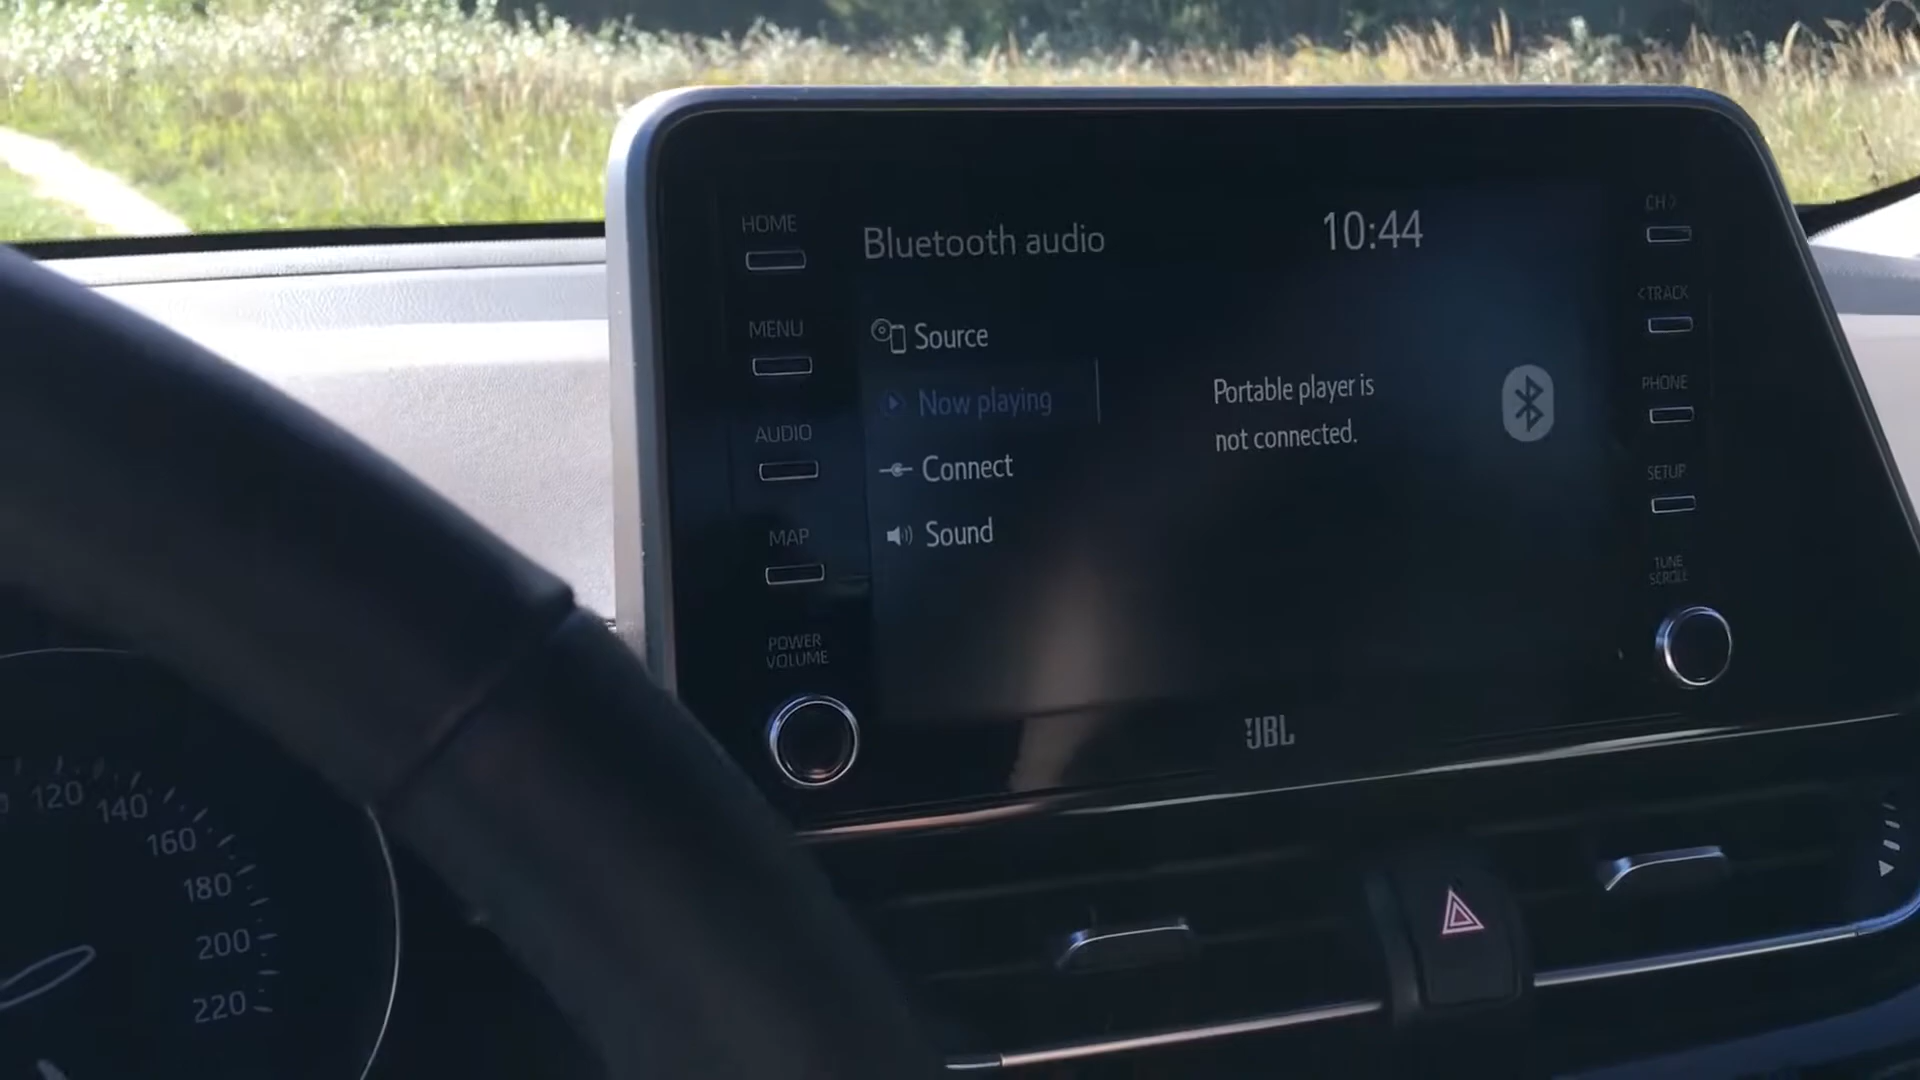 HOME
MENU
AUDIO
MAP
POWER
VOLUME
Bluetooth audio
10:44
Source
Now playing
Connect
Sound
Portable player is
not connected.
CH >
< TRACK
PHONE
SETUP
TUNE
SCROLL
JBL
120
140
160
180
200
220